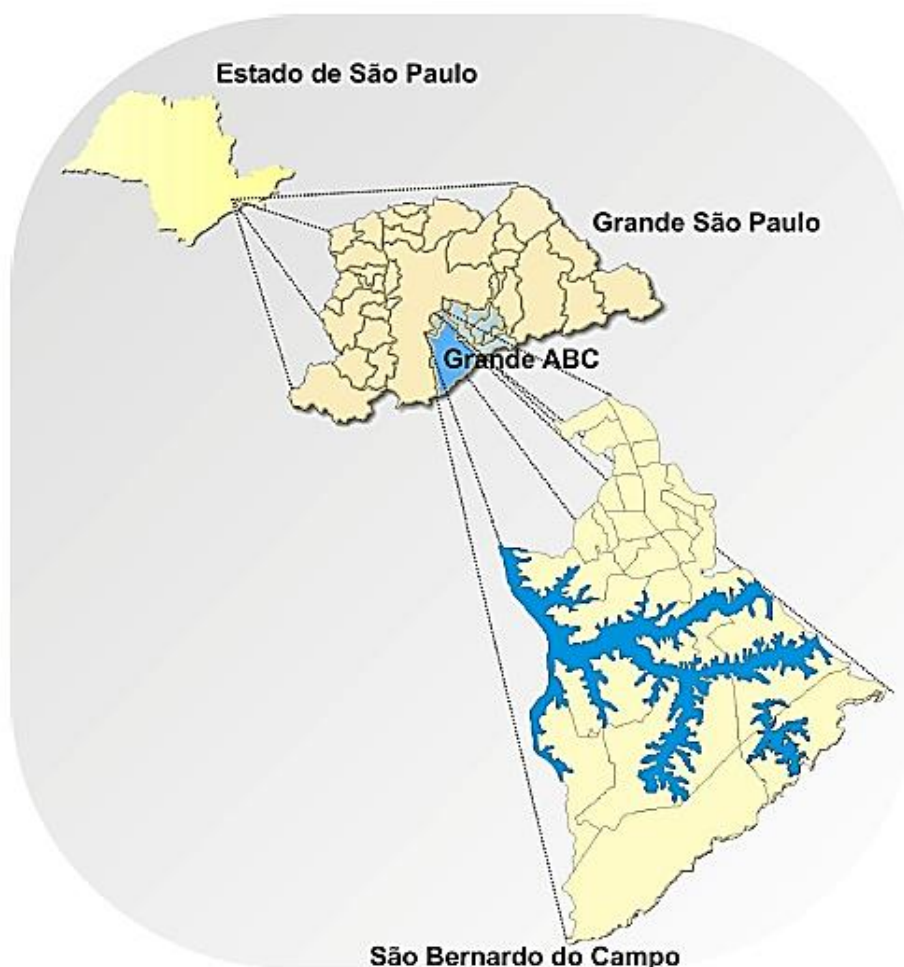 Estado de São Paulo
Grande São Paulo
Grande ABC
São Bernardo do Campo